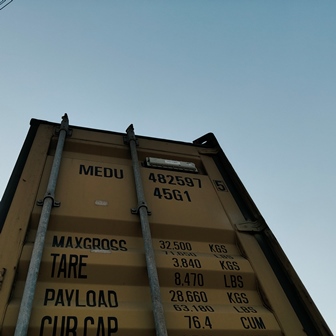 MEDU 482597 5
45G1
MAXGROSS 32,500 KGS
TARE 3,840 KGS
8,470 LBS
PAYLOAD 28,660 KGS
63,180 LBS
CUB.CAP 76.4 CUM